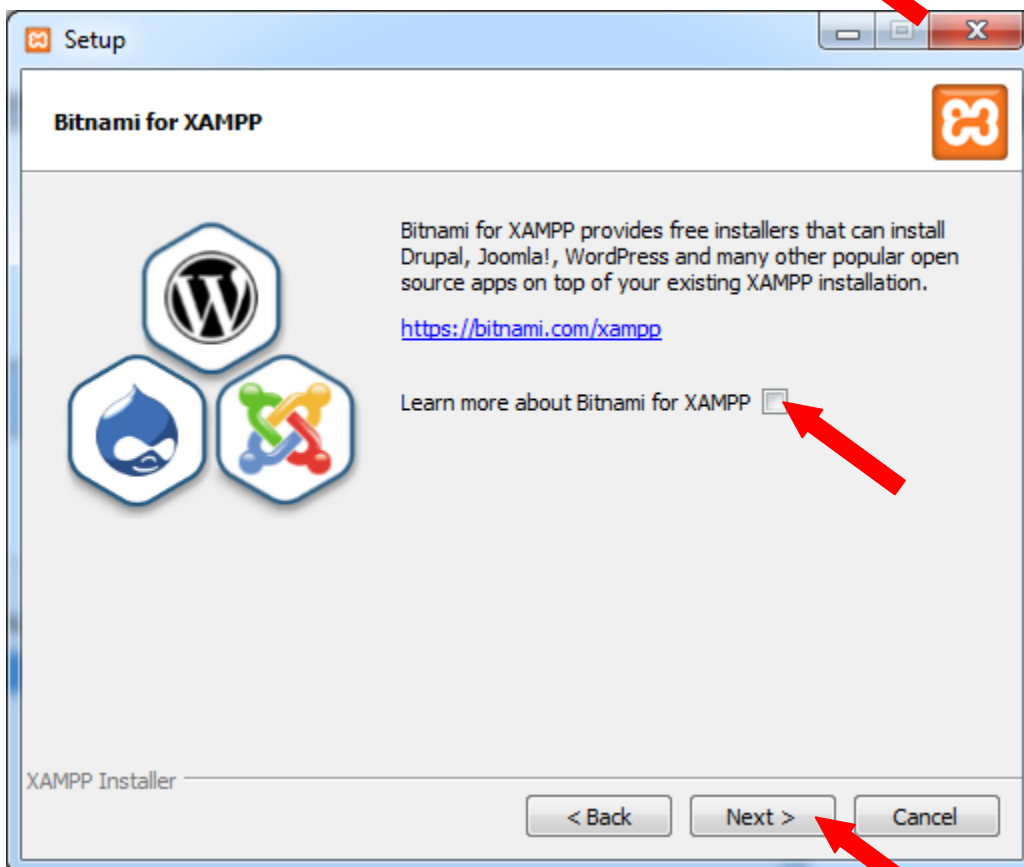 Setup
Bitnami for XAMPP
Bitnami for XAMPP provides free installers that can install
Drupal, Joomla!, WordPress and many other popular open
source apps on top of your existing XAMPP installation.
https://bitnami.com/xampp
Learn more about Bitnami for XAMPP
XAMPP Installer
< Back Next > Cancel